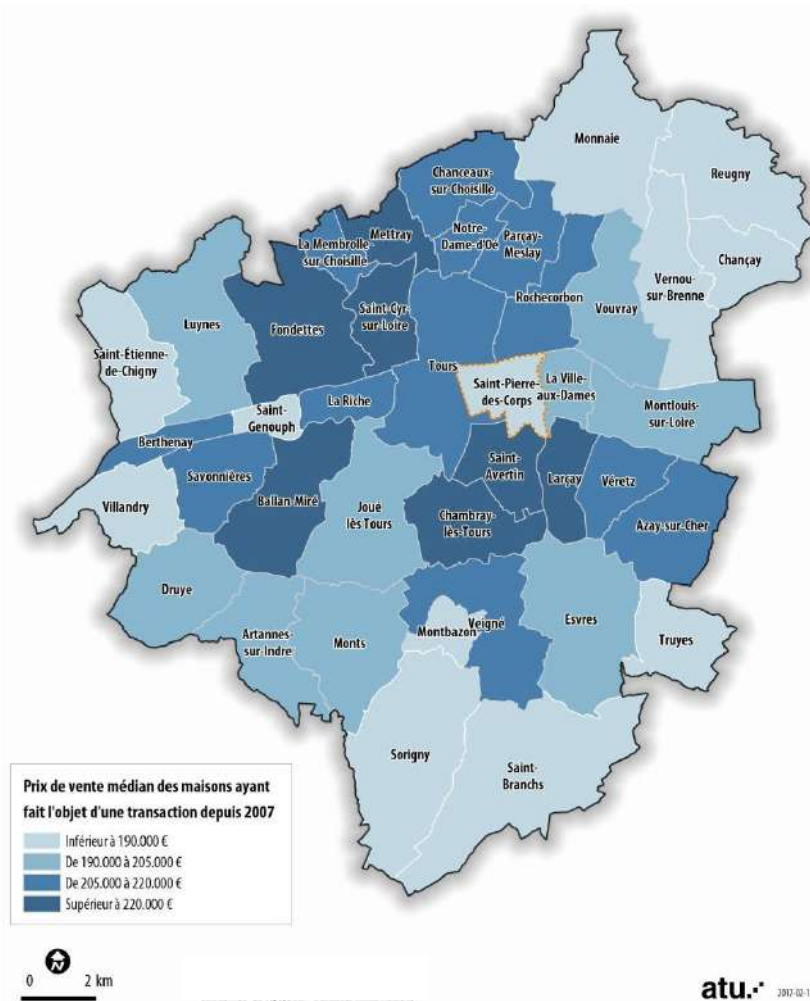 Monnaie
Reugny
Chanceaux-
sur-Choisille
Mettray
Notre-
Dame-d'Oé
Parçay-
Meslay
La Membrolle-
sur-Choisille
Chançay
Vernou-
sur-Brenne
Rochecorbon
Vouvray
Luynes
Fondettes
Saint-Cyr-
sur-Loire
Saint-Étienne-
de-Chigny
Tours
Saint-Pierre-
des-Corps
La Ville-
aux-Dames
Montlouis-
sur-Loire
La Riche
Saint-
Genouph
Berthenay
Savonnières
Ballan-Miré
Saint-
Avertin
Larçay
Véretz
Villandry
Joué
lès Tours
Chambray-
lès-Tours
Azay-sur-Cher
Druye
Artannes-
sur-Indre
Monts
Montbazon
Veigné
Esvres
Truyes
Sorigny
Saint-
Branchs
Prix de vente médian des maisons ayant
fait l'objet d'une transaction depuis 2007
Inférieur à 190.000 €
De 190.000 à 205.000 €
De 205.000 à 220.000 €
Supérieur à 220.000 €
N
0 2 km
atu.